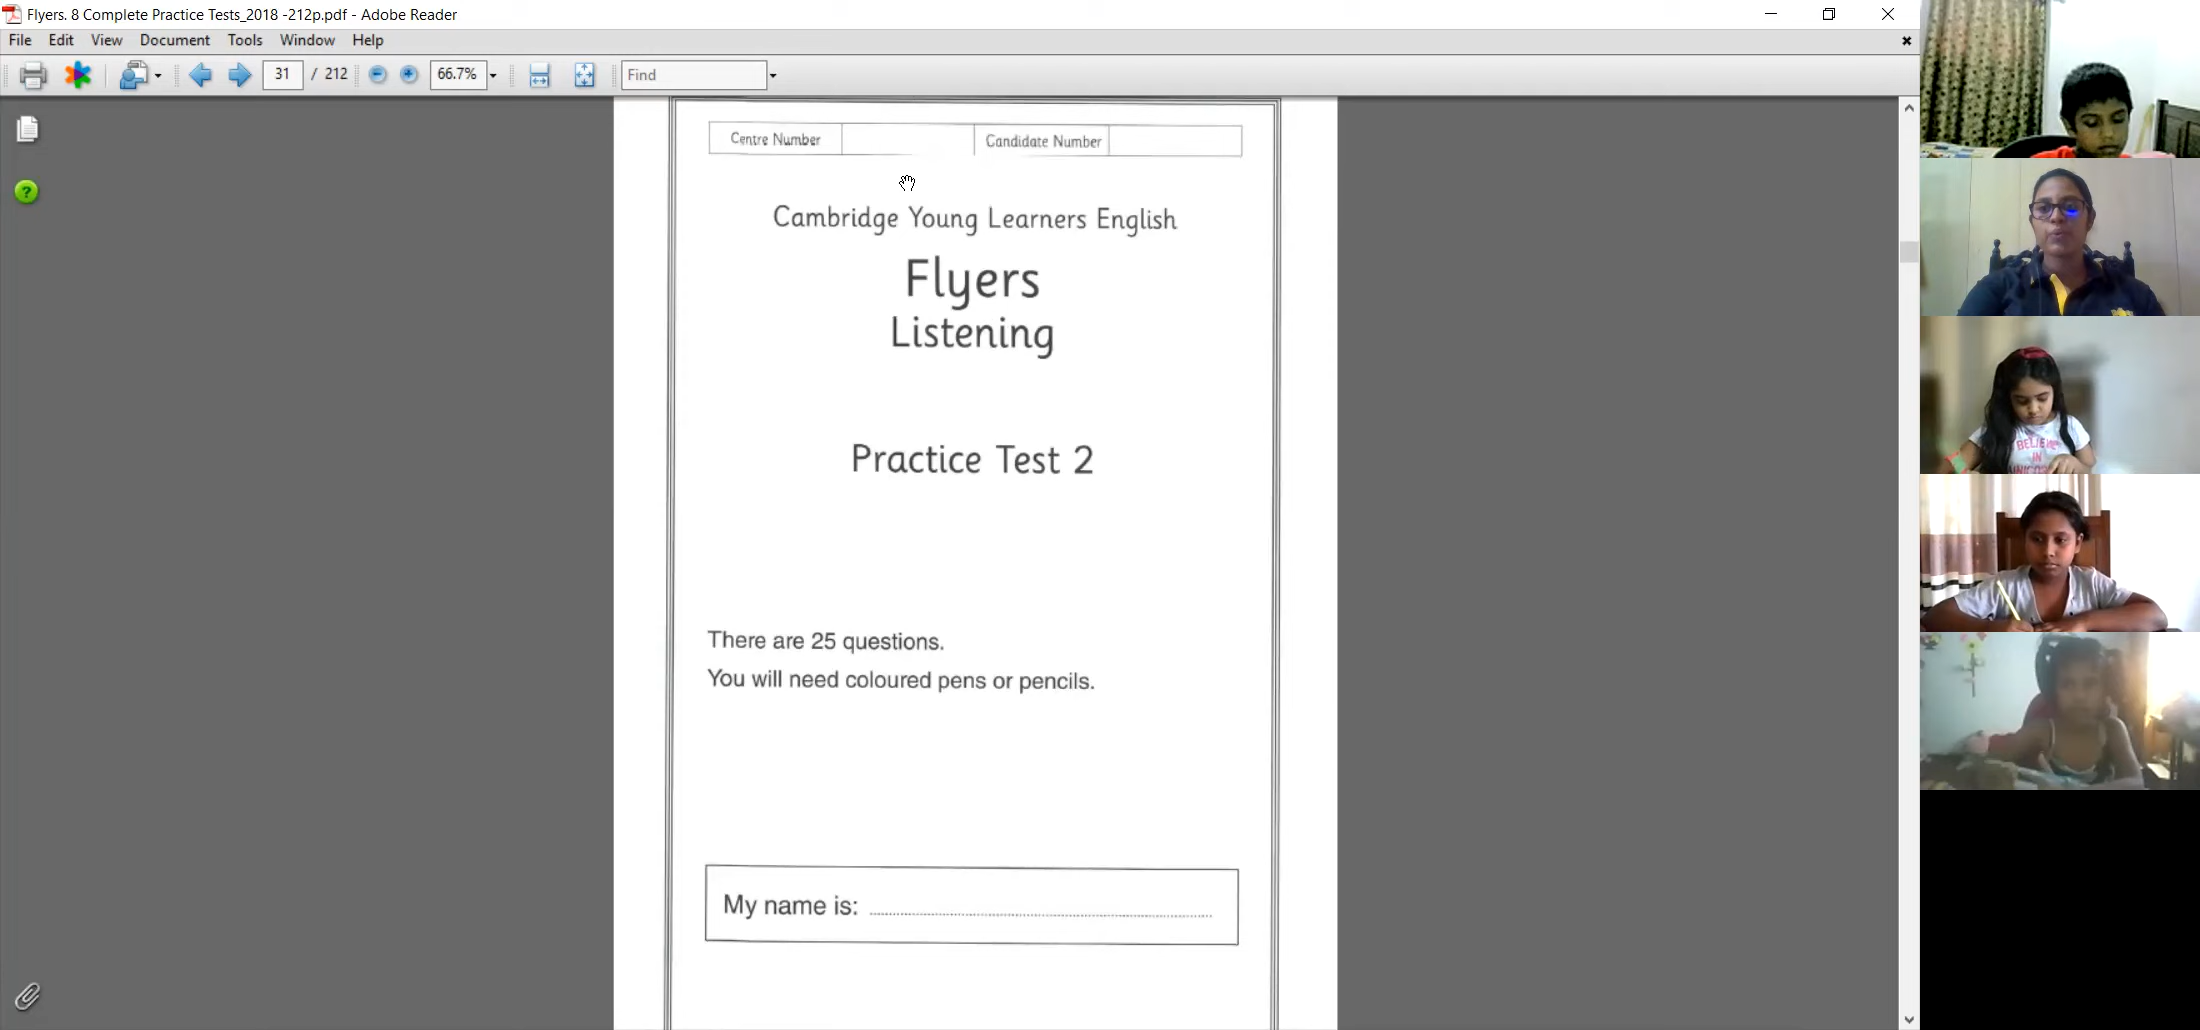 Flyers. 8 Complete Practice Tests_2018 -212p.pdf - Adobe Reader
File Edit View Document Tools Window Help
31 / 212 66.7% Find
Centre Number Candidate Number
Cambridge Young Learners English
Flyers
Listening
Practice Test 2
There are 25 questions.
You will need coloured pens or pencils.
My name is:
BELIEVE
IN